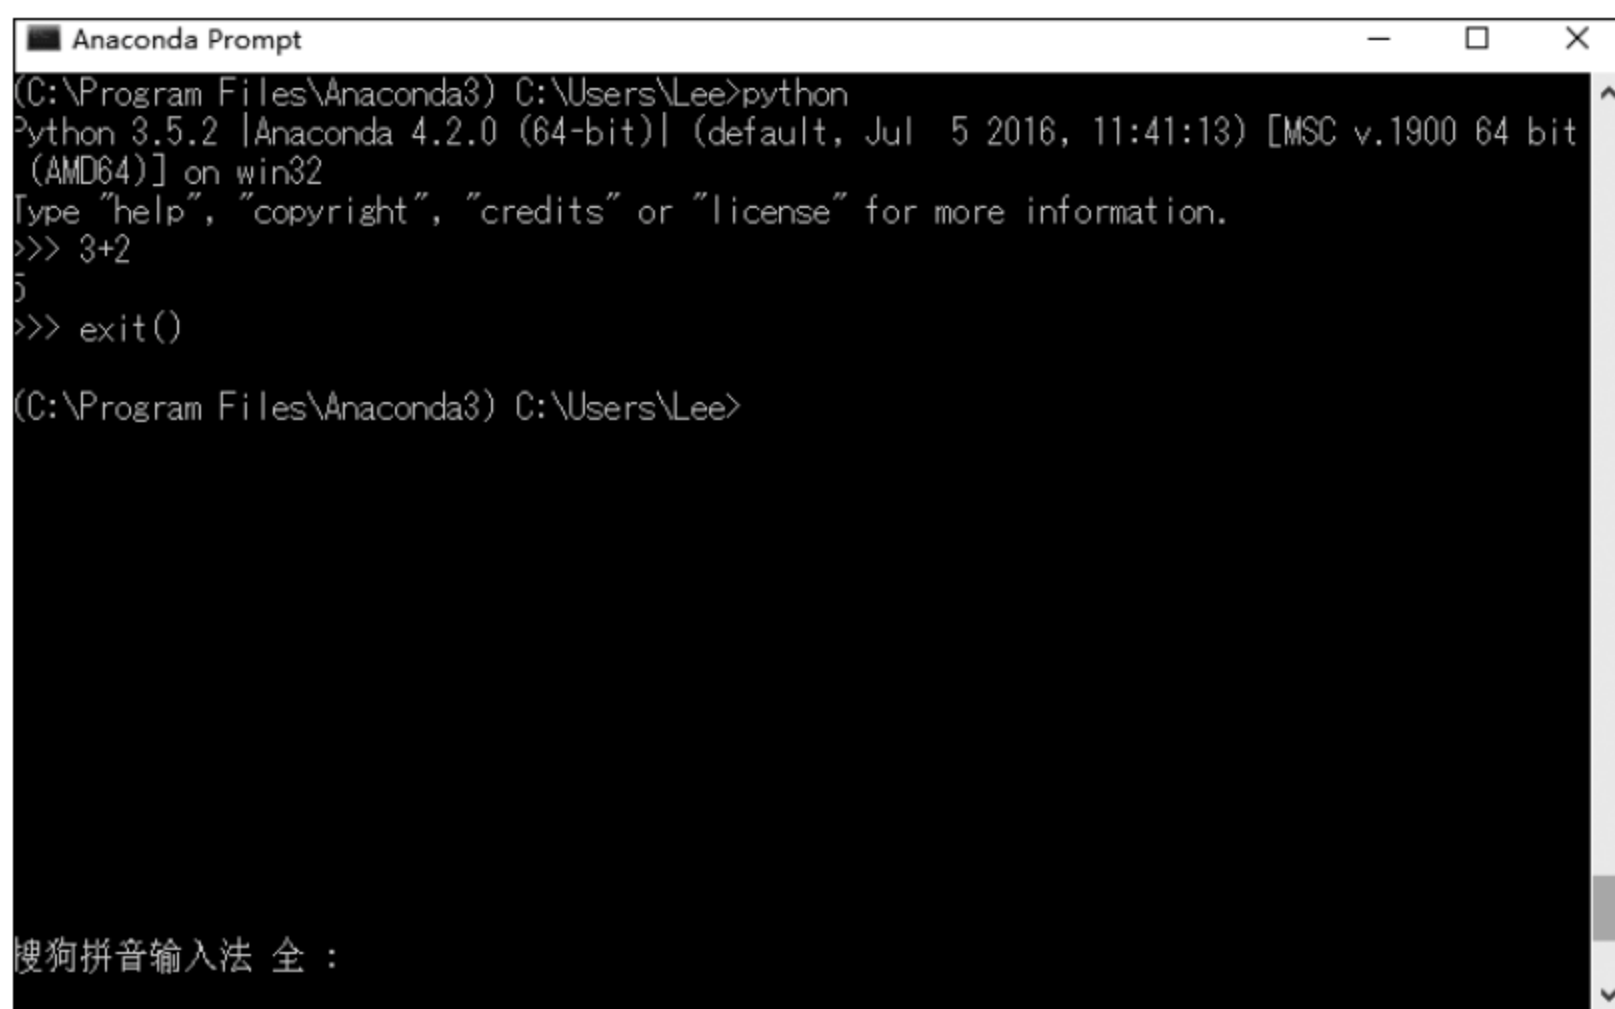 Anaconda Prompt
(C:\Program Files\Anaconda3) C:\Users\Lee>python
Python 3.5.2 |Anaconda 4.2.0 (64-bit)| (default, Jul  5 2016, 11:41:13) [MSC v.1900 64 bit
 (AMD64)] on win32
Type "help", "copyright", "credits" or "license" for more information.
>>> 3+2
5
>>> exit()
(C:\Program Files\Anaconda3) C:\Users\Lee>
搜狗拼音输入法 全 :